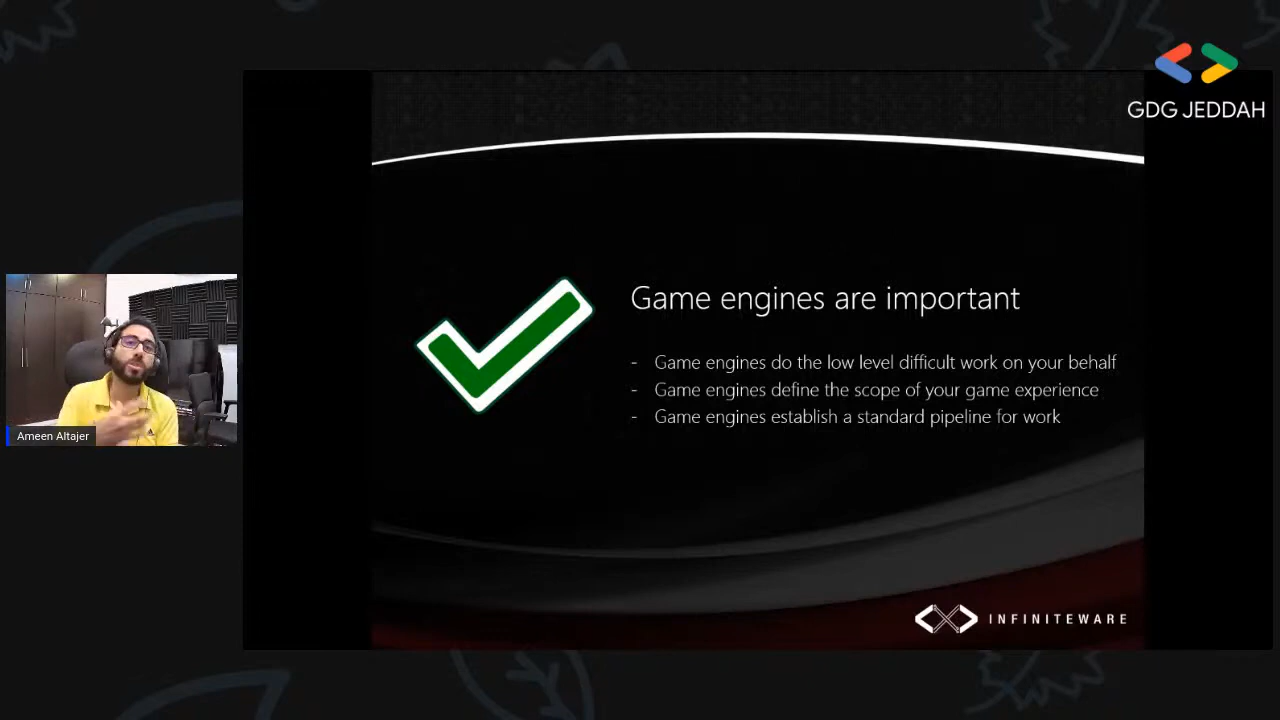 GDG JEDDAH
Game engines are important
- Game engines do the low level difficult work on your behalf
- Game engines define the scope of your game experience
- Game engines establish a standard pipeline for work
Ameen Altajer
INFINITEWARE